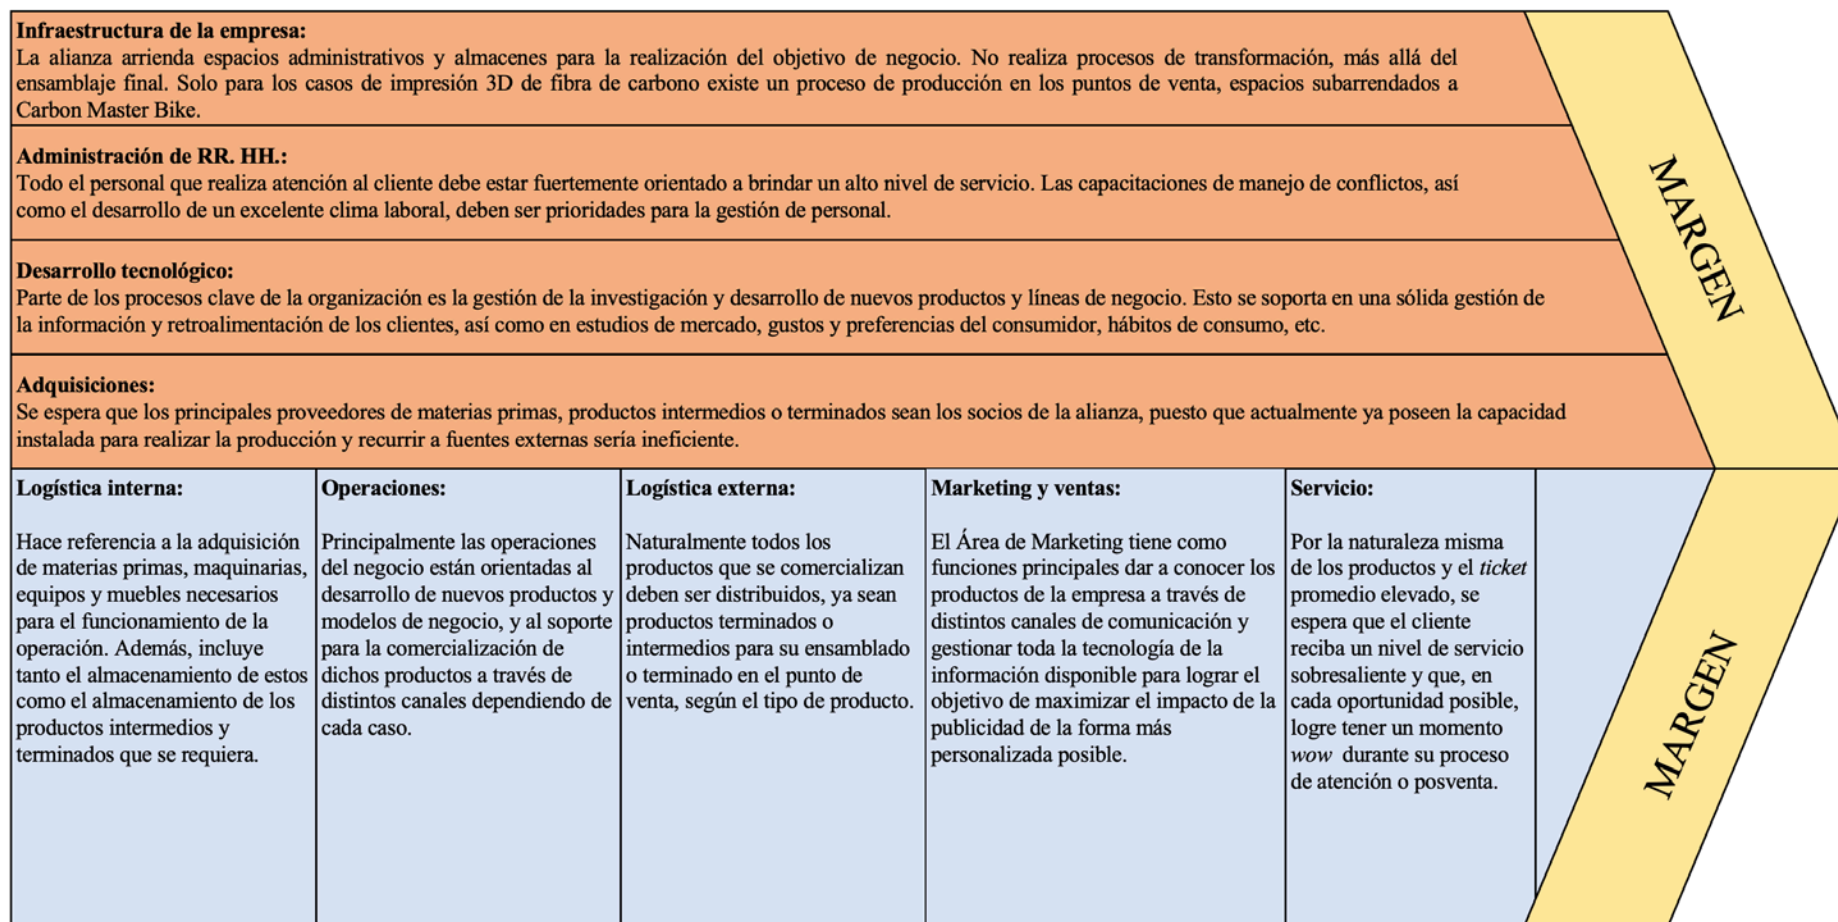 Infraestructura de la empresa:
La alianza arrienda espacios administrativos y almacenes para la realización del objetivo de negocio. No realiza procesos de transformación, más allá del
ensamblaje final. Solo para los casos de impresión 3D de fibra de carbono existe un proceso de producción en los puntos de venta, espacios subarrendados a
Carbon Master Bike.
Administración de RR. HH.:
Todo el personal que realiza atención al cliente debe estar fuertemente orientado a brindar un alto nivel de servicio. Las capacitaciones de manejo de conflictos, así
como el desarrollo de un excelente clima laboral, deben ser prioridades para la gestión de personal.
Desarrollo tecnológico:
Parte de los procesos clave de la organización es la gestión de la investigación y desarrollo de nuevos productos y líneas de negocio. Esto se soporta en una sólida gestión de
la información y retroalimentación de los clientes, así como en estudios de mercado, gustos y preferencias del consumidor, hábitos de consumo, etc.
Adquisiciones:
Se espera que los principales proveedores de materias primas, productos intermedios o terminados sean los socios de la alianza, puesto que actualmente ya poseen la capacidad
instalada para realizar la producción y recurrir a fuentes externas sería ineficiente.
MARGEN
Logística interna:
Hace referencia a la adquisición
de materias primas, maquinarias,
equipos y muebles necesarios
para el funcionamiento de la
operación. Además, incluye
tanto el almacenamiento de estos
como el almacenamiento de los
productos intermedios y
terminados que se requiera.
Operaciones:
Principalmente las operaciones
del negocio están orientadas al
desarrollo de nuevos productos y
modelos de negocio, y al soporte
para la comercialización de
dichos productos a través de
distintos canales dependiendo de
cada caso.
Logística externa:
Naturalmente todos los
productos que se comercializan
deben ser distribuidos, ya sean
productos terminados o
intermedios para su ensamblado
o terminado en el punto de
venta, según el tipo de producto.
Marketing y ventas:
El Área de Marketing tiene como
funciones principales dar a conocer los
productos de la empresa a través de
distintos canales de comunicación y
gestionar toda la tecnología de la
información disponible para lograr el
objetivo de maximizar el impacto de la
publicidad de la forma más
personalizada posible.
Servicio:
Por la naturaleza misma
de los productos y el ticket
promedio elevado, se
espera que el cliente
reciba un nivel de servicio
sobresaliente y que, en
cada oportunidad posible,
logre tener un momento
wow durante su proceso
de atención o posventa.
MARGEN